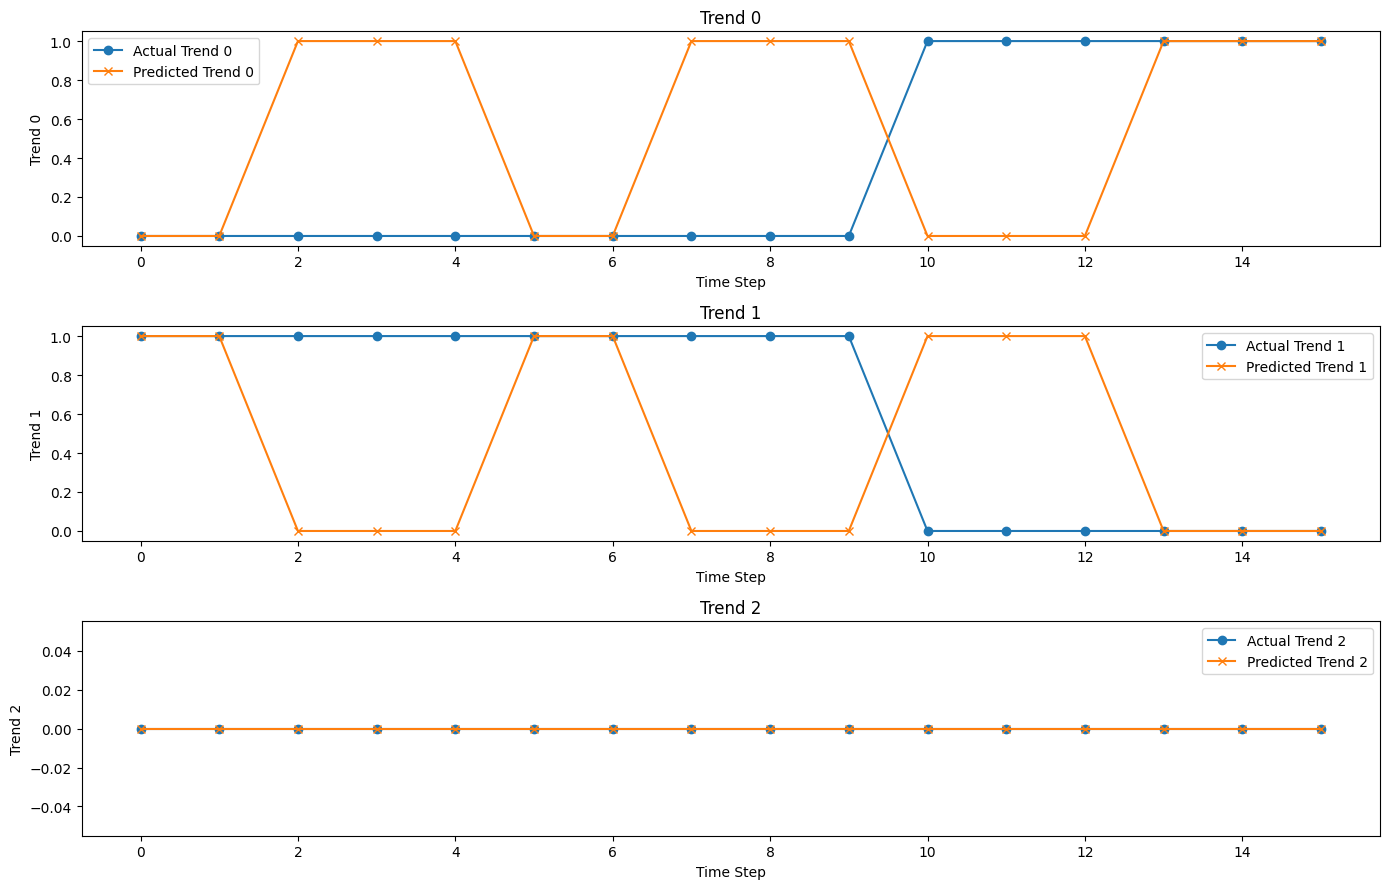 Trend 0
Actual Trend 0
Predicted Trend 0
Trend 0
1.0
0.8
0.6
0.4
0.2
0.0
0 2 4 6 8 10 12 14
Time Step
Trend 1
Actual Trend 1
Predicted Trend 1
Trend 1
1.0
0.8
0.6
0.4
0.2
0.0
0 2 4 6 8 10 12 14
Time Step
Trend 2
Actual Trend 2
Predicted Trend 2
Trend 2
0.04
0.02
0.00
−0.02
−0.04
0 2 4 6 8 10 12 14
Time Step